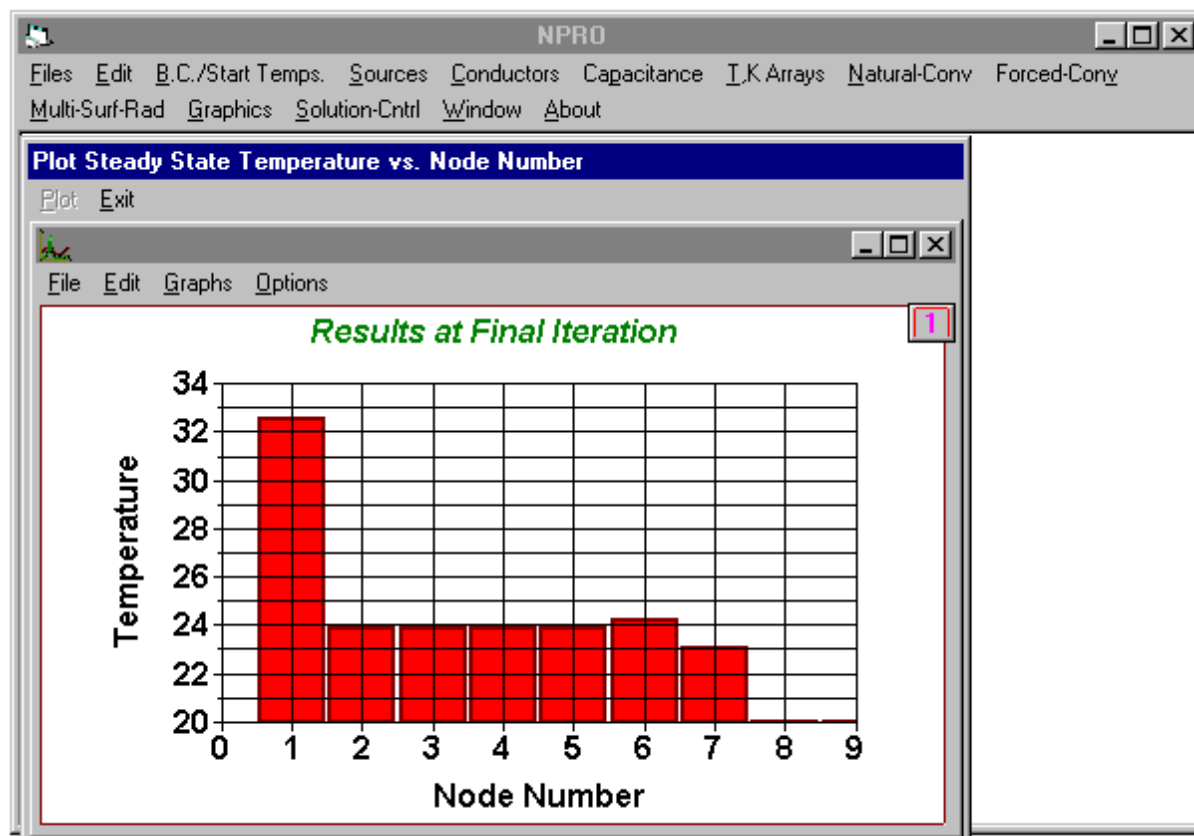 NPRO
Files Edit B.C./Start Temps. Sources Conductors Capacitance T,K Arrays Natural-Conv Forced-Conv
Multi-Surf-Rad Graphics Solution-Cntrl Window About
Plot Steady State Temperature vs. Node Number
Plot Exit
File Edit Graphs Options
1
Results at Final Iteration
34
32
30
28
26
24
22
20
Temperature
0 1 2 3 4 5 6 7 8 9
Node Number